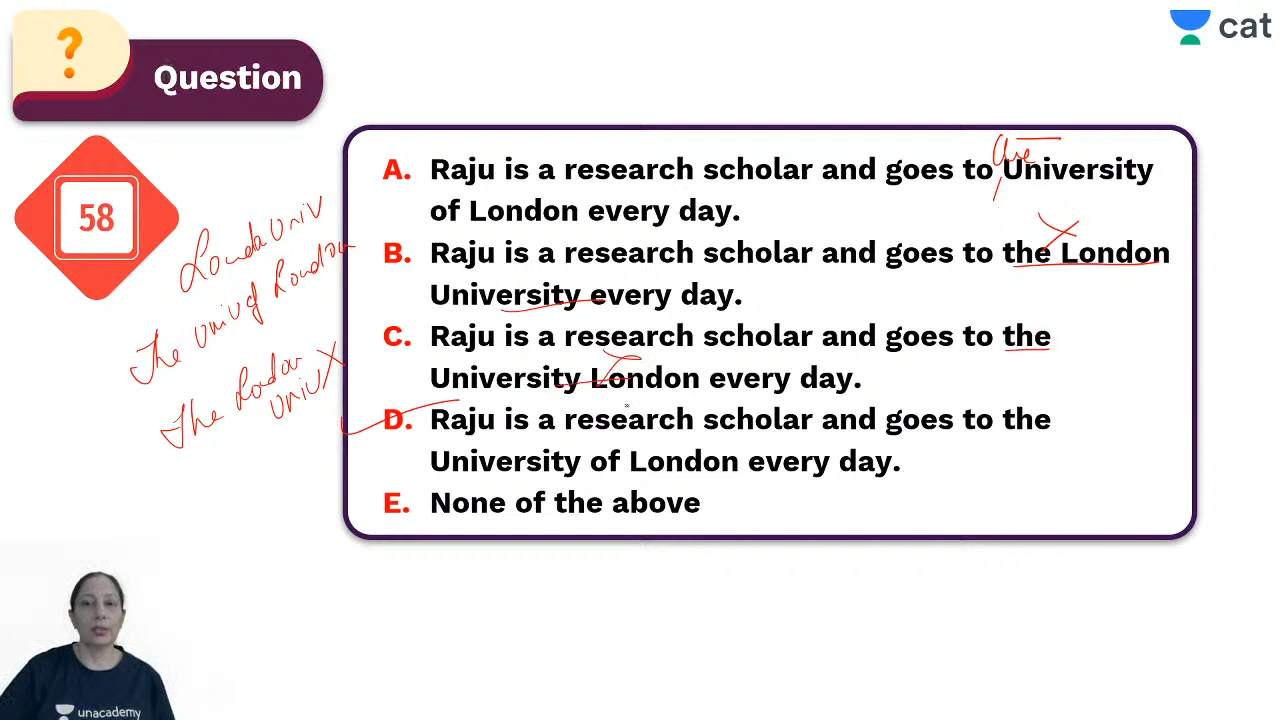 ?
Question
cat
58
A. Raju is a research scholar and goes to University
the
of London every day.
B. Raju is a research scholar and goes to the London
University every day.
C. Raju is a research scholar and goes to the
University London every day.
D. Raju is a research scholar and goes to the
University of London every day.
E. None of the above
London Univ
The Univ of London
The London
Univ
unacademy